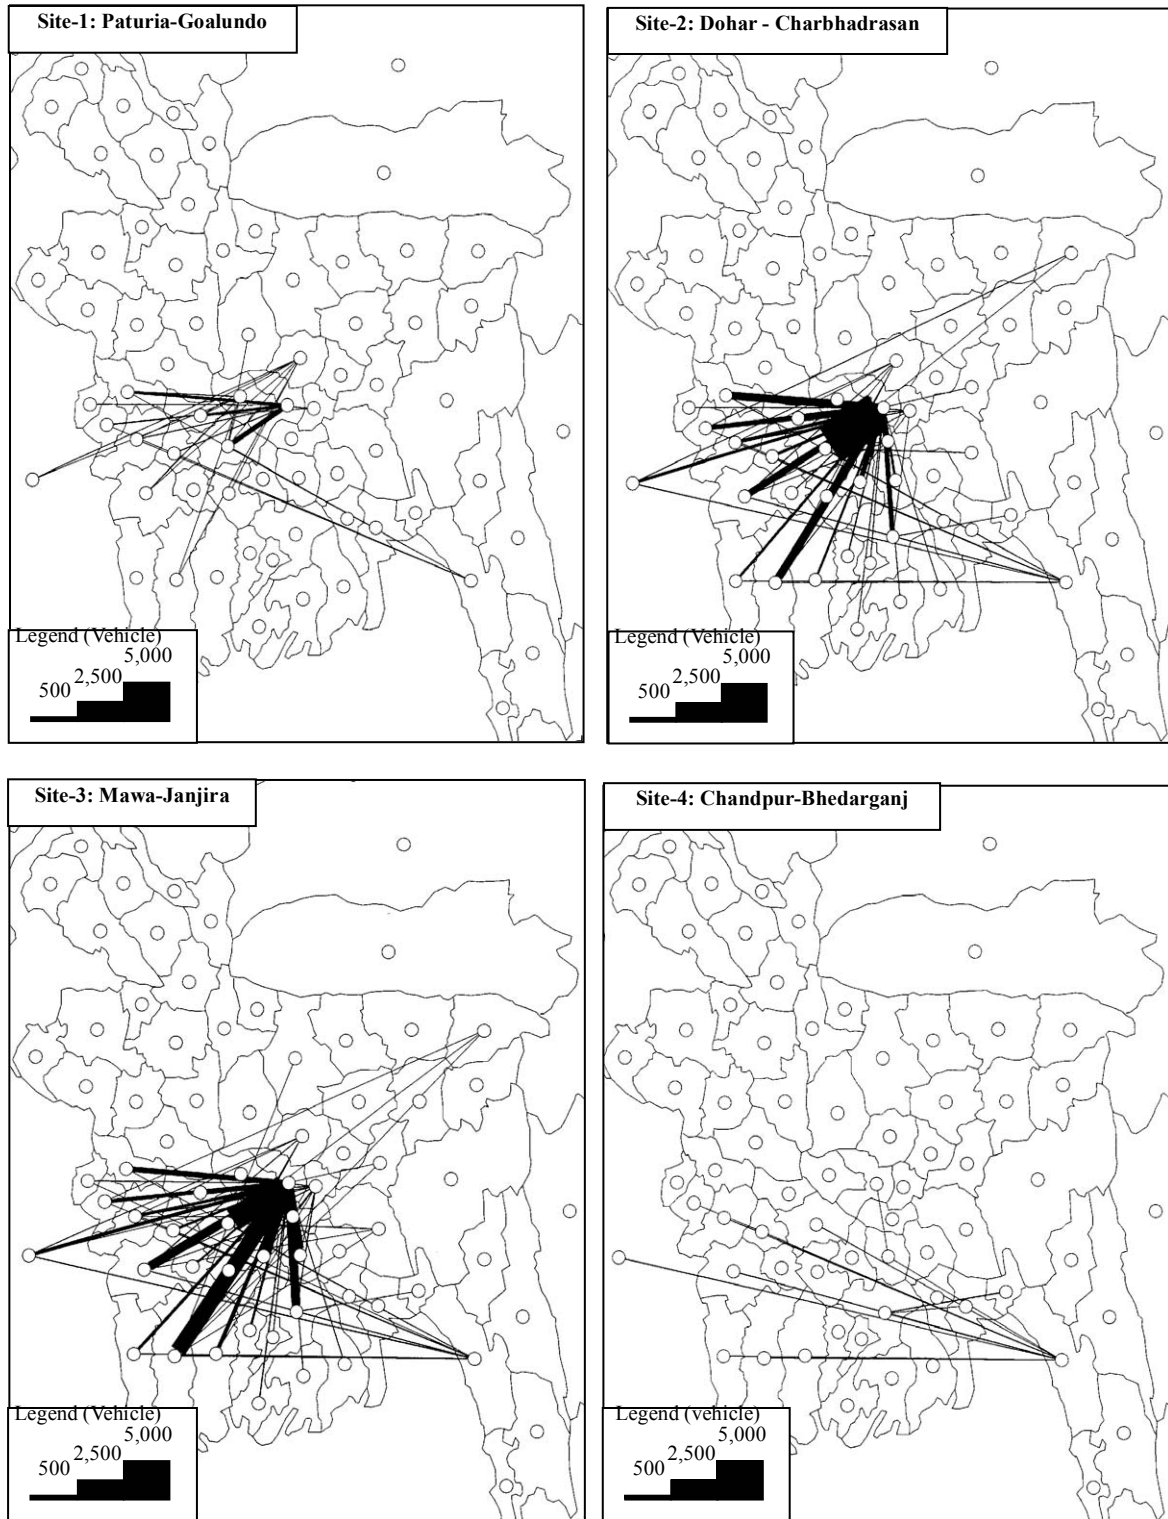 Site-1: Paturia-Goalundo
Legend (Vehicle)
5,000
2,500
500
Site-2: Dohar - Charbhadrasan
Legend (Vehicle)
5,000
2,500
500
Site-3: Mawa-Janjira
Legend (Vehicle)
5,000
2,500
500
Site-4: Chandpur-Bhedarganj
Legend (vehicle)
5,000
2,500
500